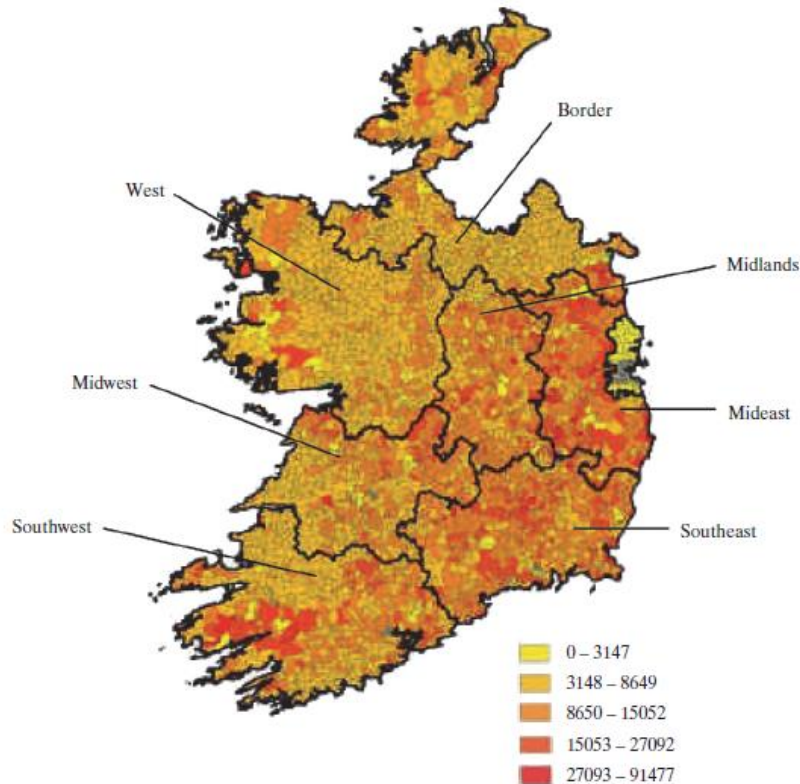 Border
West
Midlands
Midwest
Mideast
Southwest
Southeast
0 – 3147
3148 – 8649
8650 – 15052
15053 – 27092
27093 – 91477